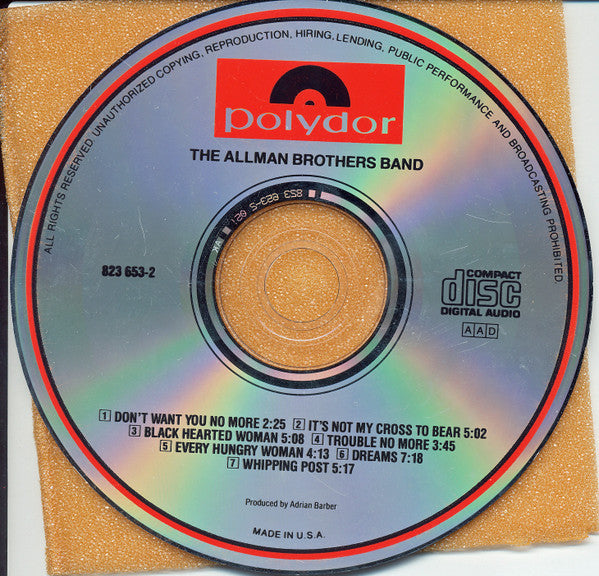 ALL RIGHTS RESERVED. UNAUTHORIZED COPYING, REPRODUCTION, HIRING, LENDING, PUBLIC PERFORMANCE AND BROADCASTING PROHIBITED.
polydor
THE ALLMAN BROTHERS BAND
823 653-2
823 653-2 021
COMPACT
disc
DIGITAL AUDIO
AAD
1 DON'T WANT YOU NO MORE 2:25 2 IT'S NOT MY CROSS TO BEAR 5:02
3 BLACK HEARTED WOMAN 5:08 4 TROUBLE NO MORE 3:45
5 EVERY HUNGRY WOMAN 4:13 6 DREAMS 7:18
7 WHIPPING POST 5:17
Produced by Adrian Barber
MADE IN U.S.A.